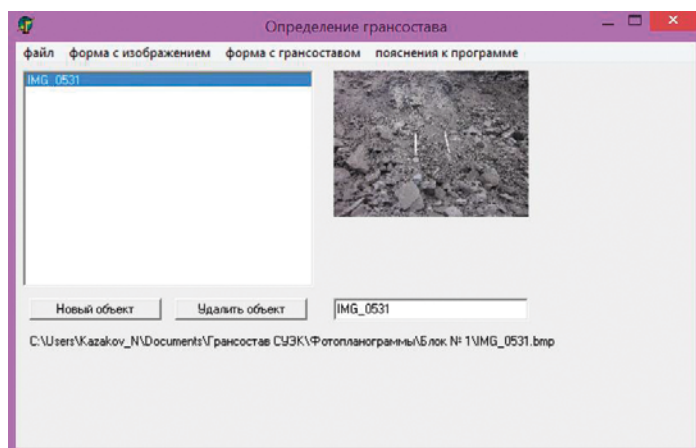 Определение грансостава
файл форма с изображением форма с грансоставом пояснения к программе
IMG_0531
Новый объект Удалить объект IMG_0531
C:\Users\Kazakov_N\Documents\Грансостав СУЭК\Фотопланограммы\Блок № 1\IMG_0531.bmp